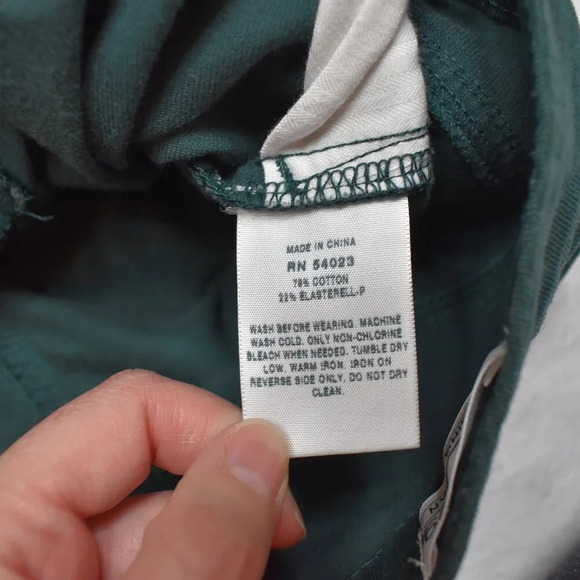 MADE IN CHINA
RN 54023
78% COTTON
22% ELASTERELL-P
WASH BEFORE WEARING. MACHINE
WASH COLD. ONLY NON-CHLORINE
BLEACH WHEN NEEDED. TUMBLE DRY
LOW. WARM IRON. IRON ON
REVERSE SIDE ONLY. DO NOT DRY
CLEAN.